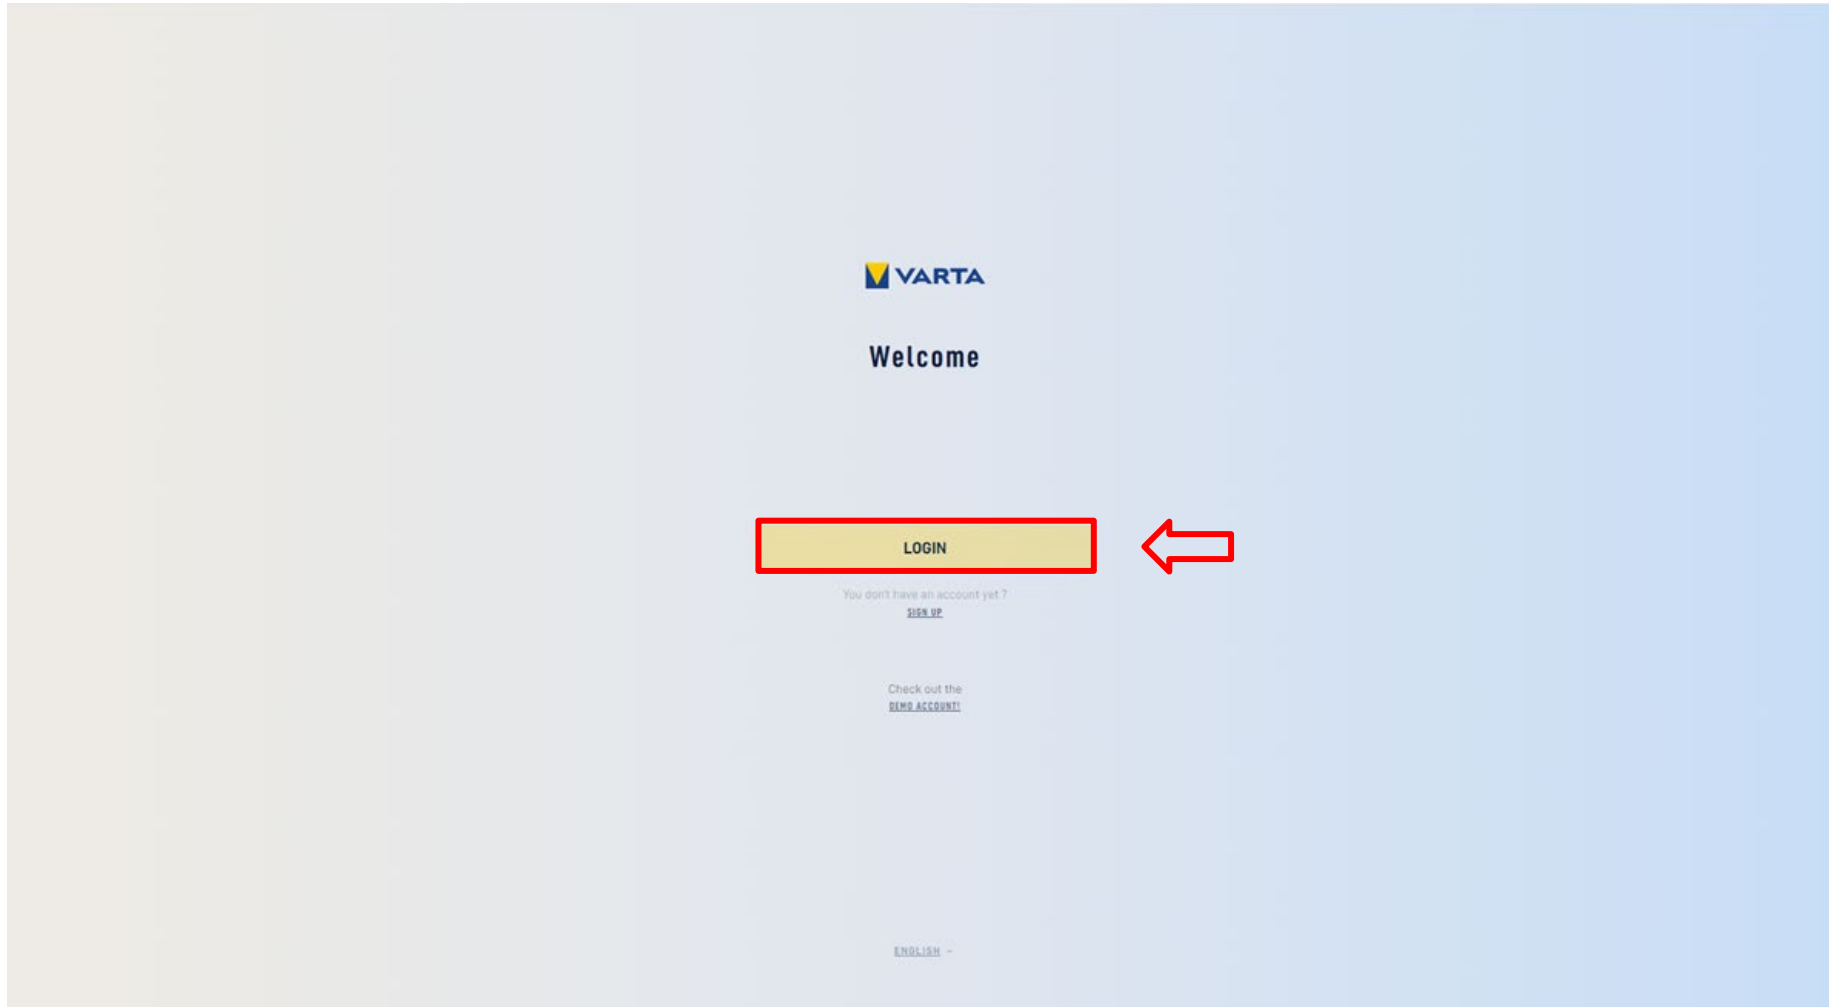 VARTA
Welcome
LOGIN
You don't have an account yet ?
SIGN UP
Check out the
DEMO ACCOUNT!
ENGLISH